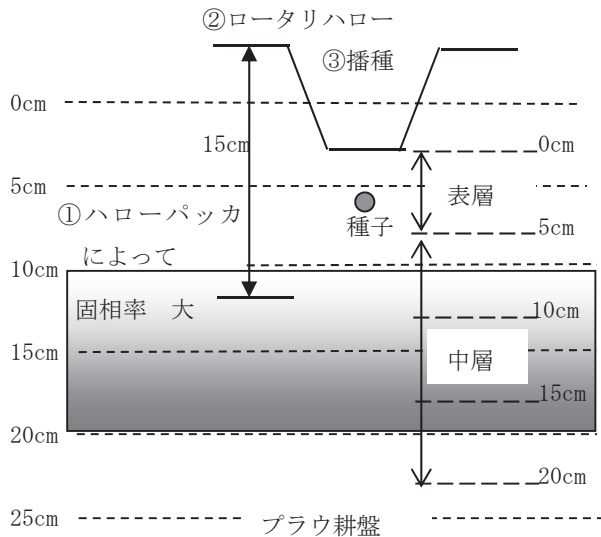 ②ロータリハロー
③播種
0cm
15cm
0cm
5cm
表層
①ハローパッカ
種子
5cm
によって
10cm
固相率 大
10cm
15cm
中層
15cm
20cm
20cm
25cm
プラウ耕盤